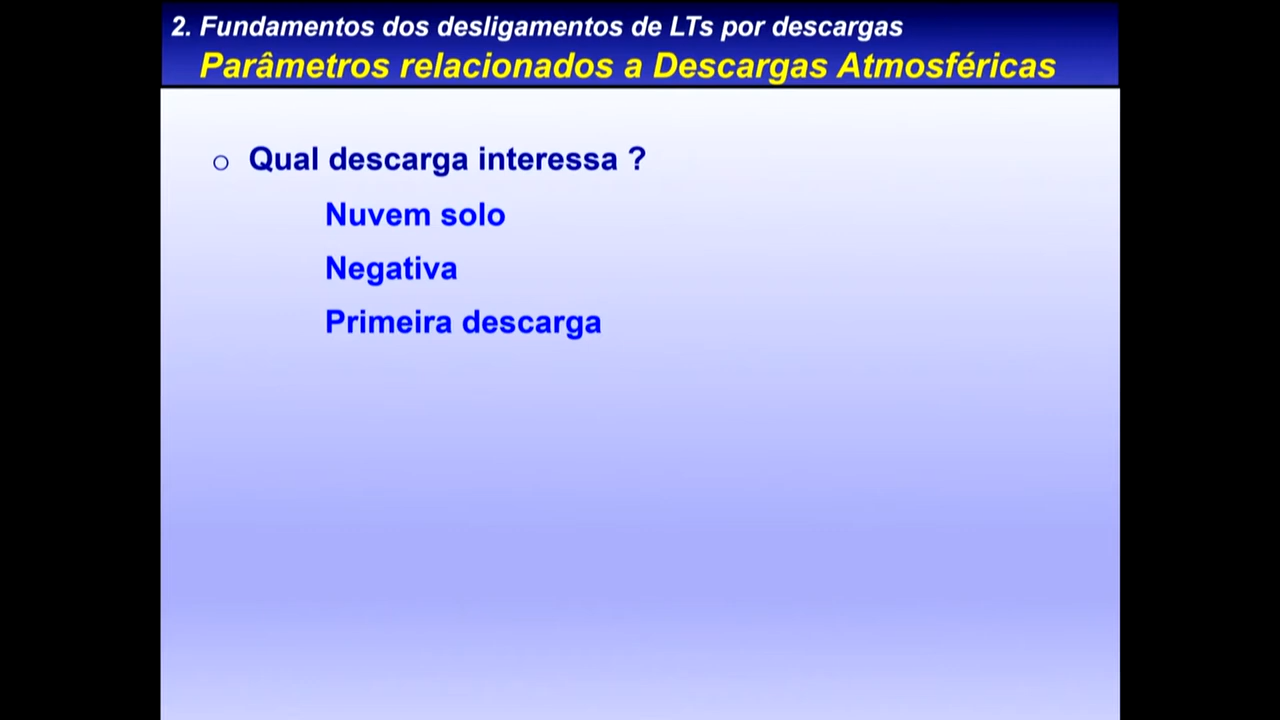 2. Fundamentos dos desligamentos de LTs por descargas
Parâmetros relacionados a Descargas Atmosféricas
o Qual descarga interessa ?
Nuvem solo
Negativa
Primeira descarga